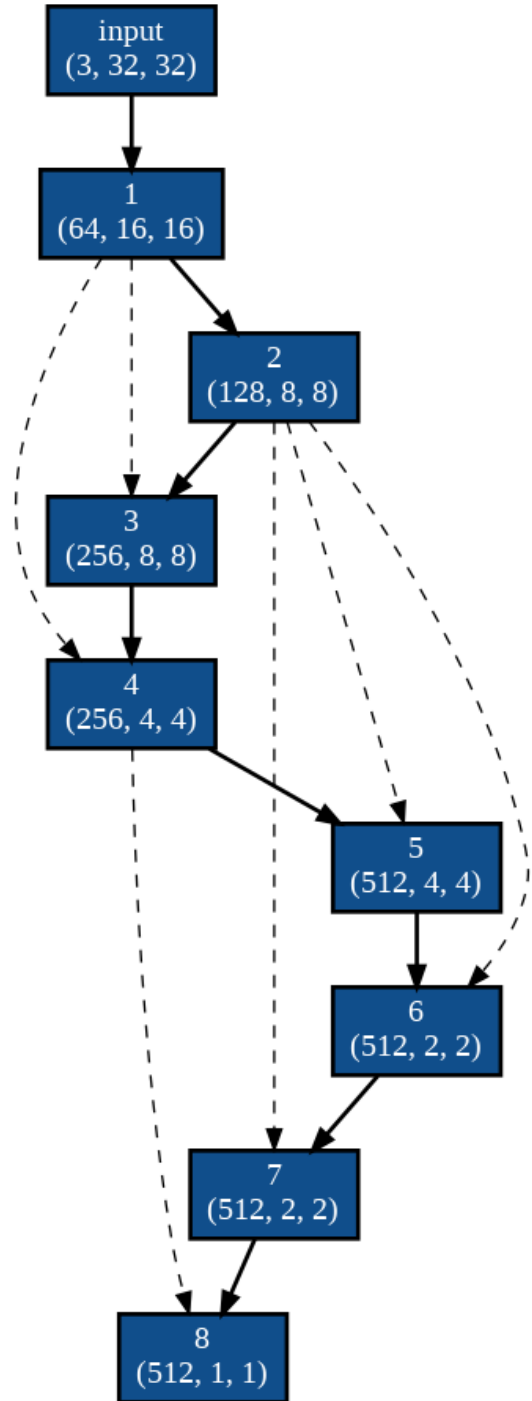 input
(3, 32, 32)
1
(64, 16, 16)
2
(128, 8, 8)
3
(256, 8, 8)
4
(256, 4, 4)
5
(512, 4, 4)
6
(512, 2, 2)
7
(512, 2, 2)
8
(512, 1, 1)